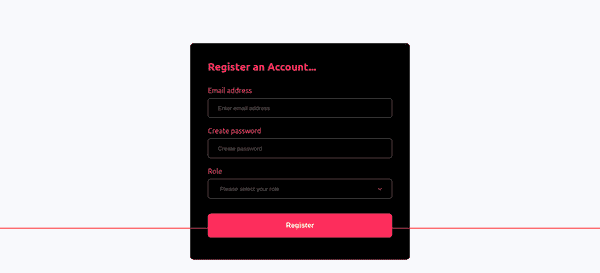 Register an Account...
Email address
Enter email address
Create password
Create password
Role
Please select your role
Register